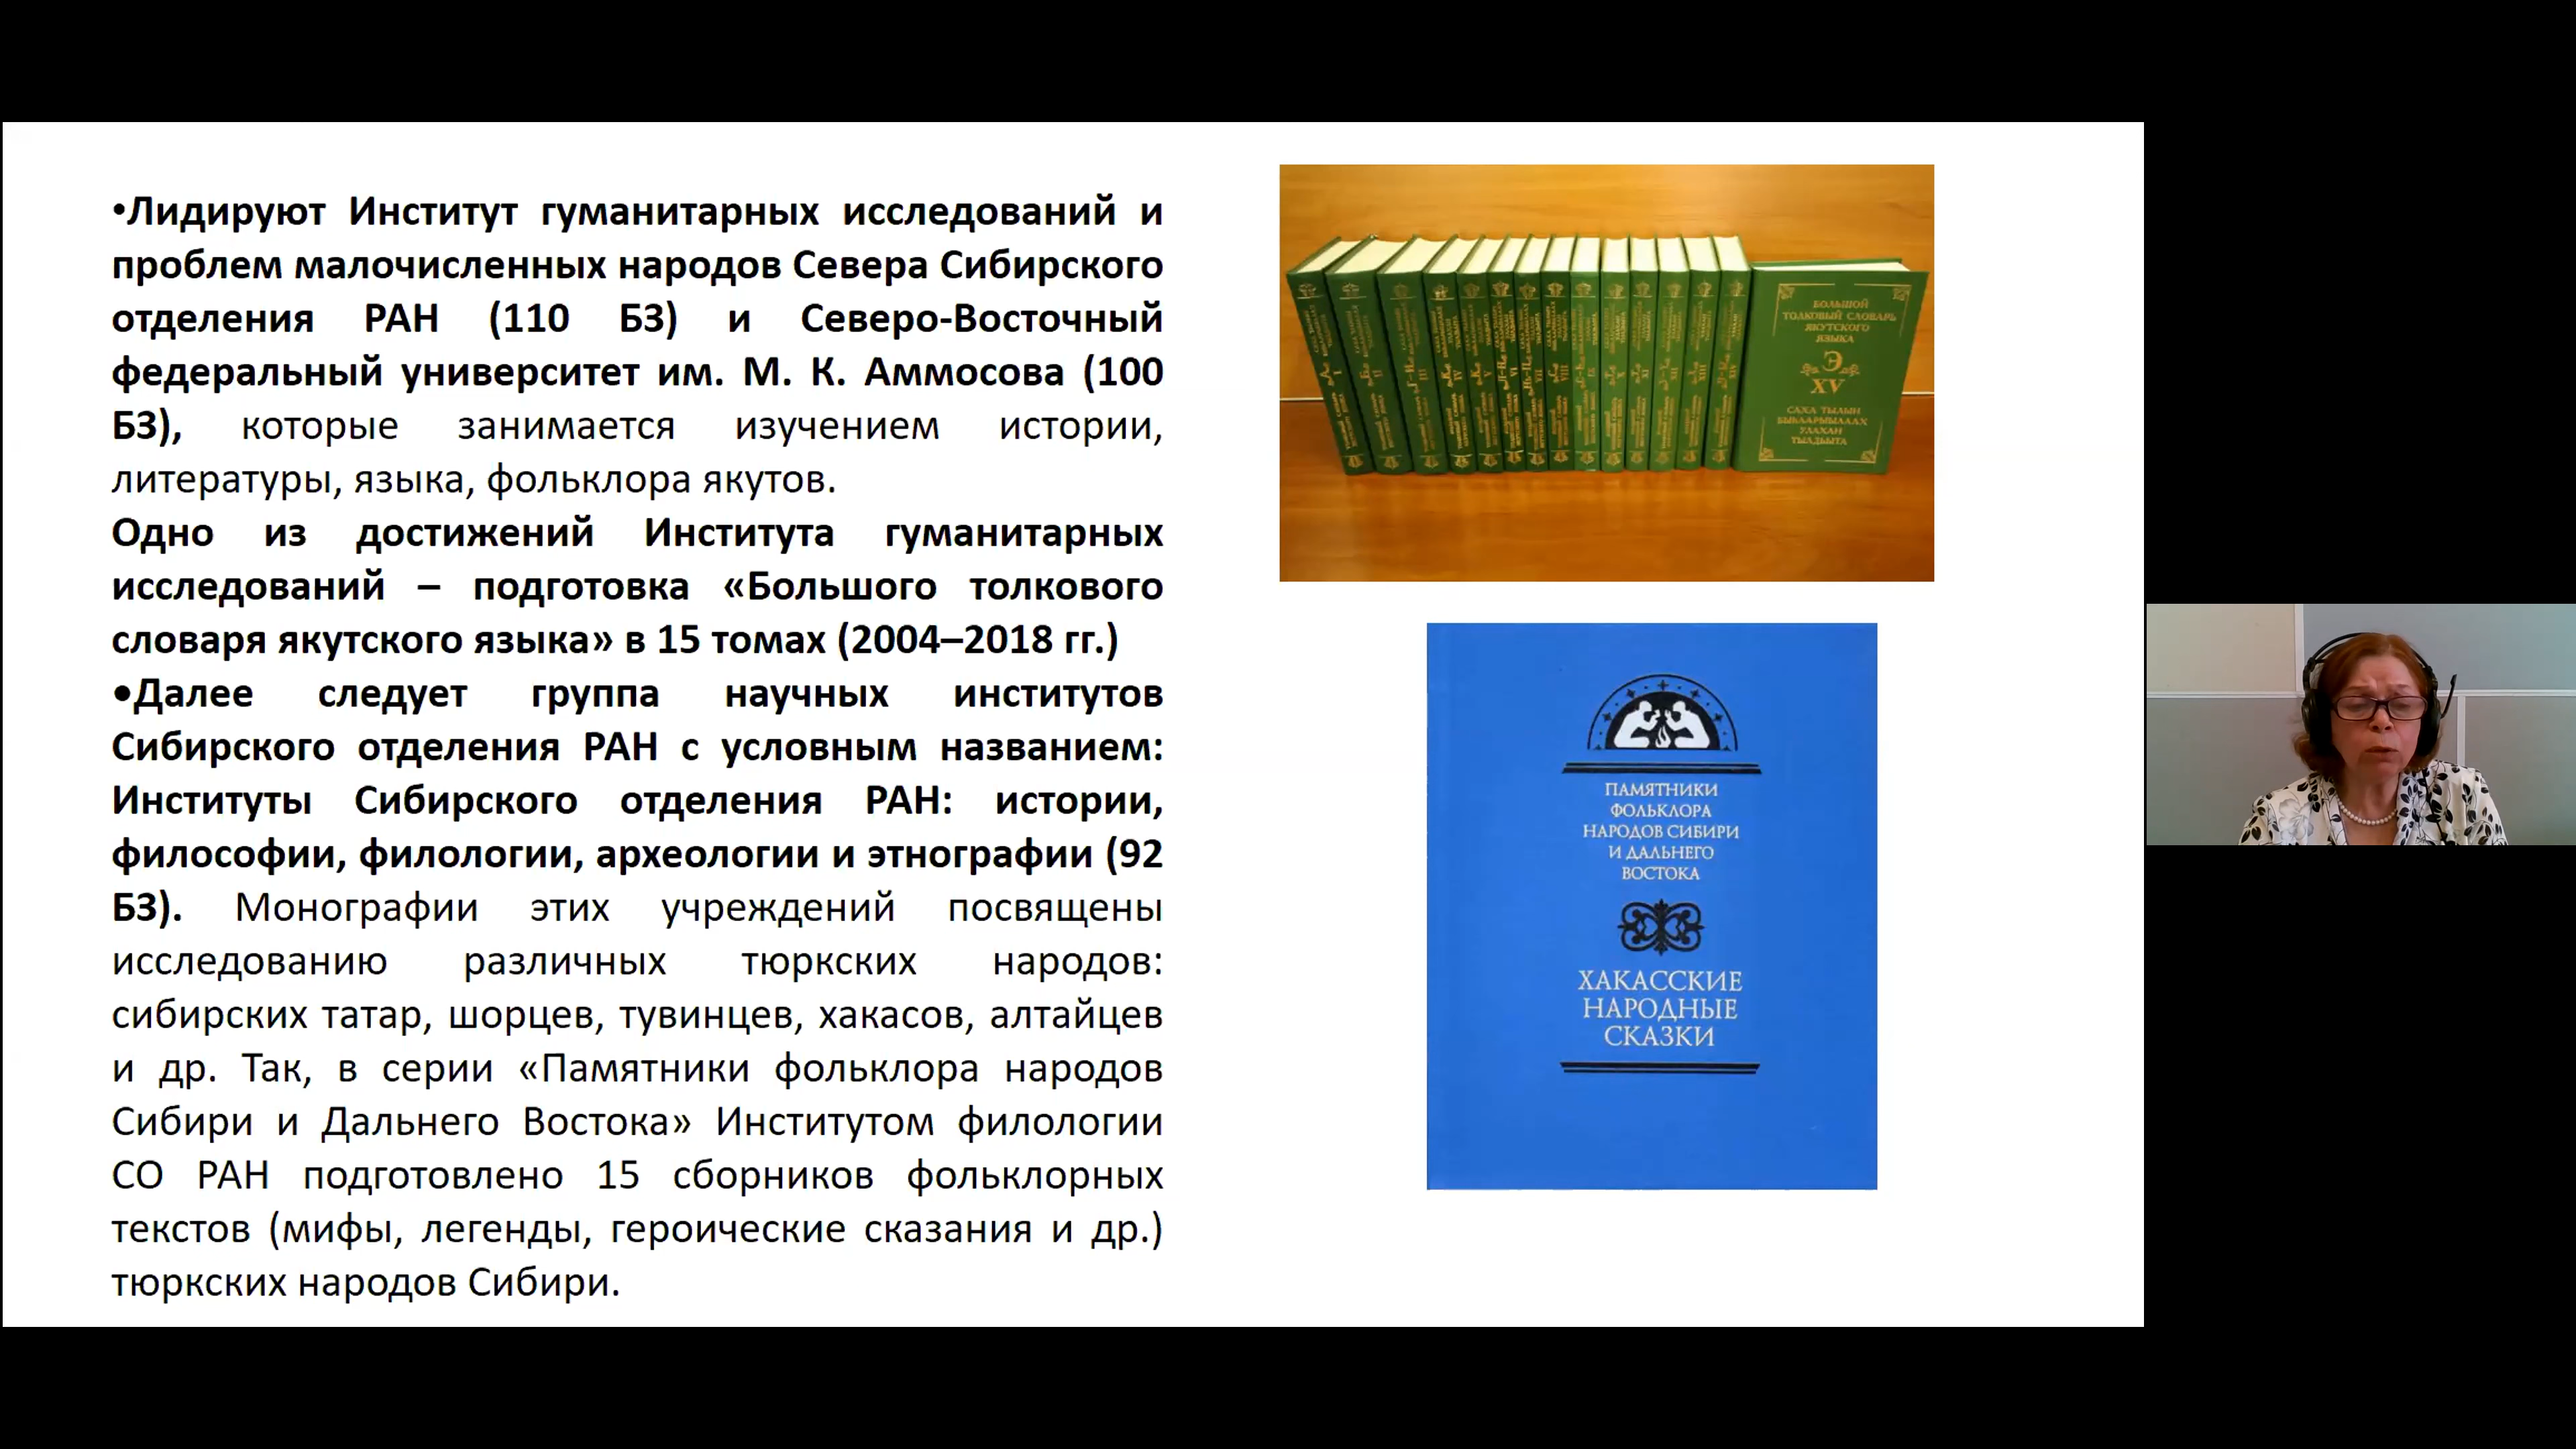 •Лидируют Институт гуманитарных исследований и
проблем малочисленных народов Севера Сибирского
отделения РАН (110 БЗ) и Северо-Восточный
федеральный университет им. М. К. Аммосова (100
БЗ), которые занимается изучением истории,
литературы, языка, фольклора якутов.
Одно из достижений Института гуманитарных
исследований – подготовка «Большого толкового
словаря якутского языка» в 15 томах (2004–2018 гг.)
•Далее следует группа научных институтов
Сибирского отделения РАН с условным названием:
Институты Сибирского отделения РАН: истории,
философии, филологии, археологии и этнографии (92
БЗ). Монографии этих учреждений посвящены
исследованию различных тюркских народов:
сибирских татар, шорцев, тувинцев, хакасов, алтайцев
и др. Так, в серии «Памятники фольклора народов
Сибири и Дальнего Востока» Институтом филологии
СО РАН подготовлено 15 сборников фольклорных
текстов (мифы, легенды, героические сказания и др.)
тюркских народов Сибири.
БОЛЬШОЙ
ТОЛКОВЫЙ СЛОВАРЬ
ЯКУТСКОГО
ЯЗЫКА
Э
XV
САХА ТЫЛЫН
БЫҺААРЫЫЛААХ
УЛАХАН
ТЫЛДЬЫТА
ПАМЯТНИКИ
ФОЛЬКЛОРА
НАРОДОВ СИБИРИ
И ДАЛЬНЕГО
ВОСТОКА
ХАКАССКИЕ
НАРОДНЫЕ
СКАЗКИ